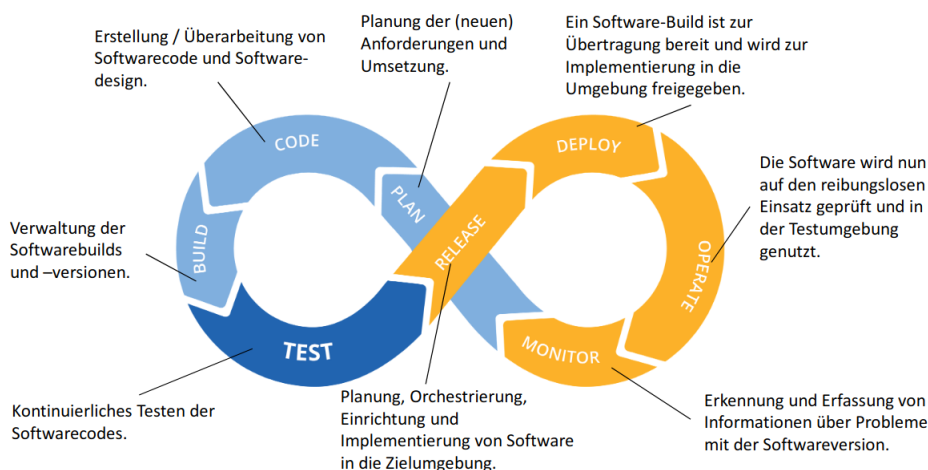 Erstellung / Überarbeitung von
Softwarecode und Software-
design.
Planung der (neuen)
Anforderungen und
Umsetzung.
Ein Software-Build ist zur
Übertragung bereit und wird zur
Implementierung in die
Umgebung freigegeben.
CODE
PLAN
DEPLOY
Die Software wird nun
auf den reibungslosen
Einsatz geprüft und in
der Testumgebung
genutzt.
Verwaltung der
Softwarebuilds
und –versionen.
BUILD
RELEASE
OPERATE
TEST
MONITOR
Kontinuierliches Testen der
Softwarecodes.
Planung, Orchestrierung,
Einrichtung und
Implementierung von Software
in die Zielumgebung.
Erkennung und Erfassung von
Informationen über Probleme
mit der Softwareversion.